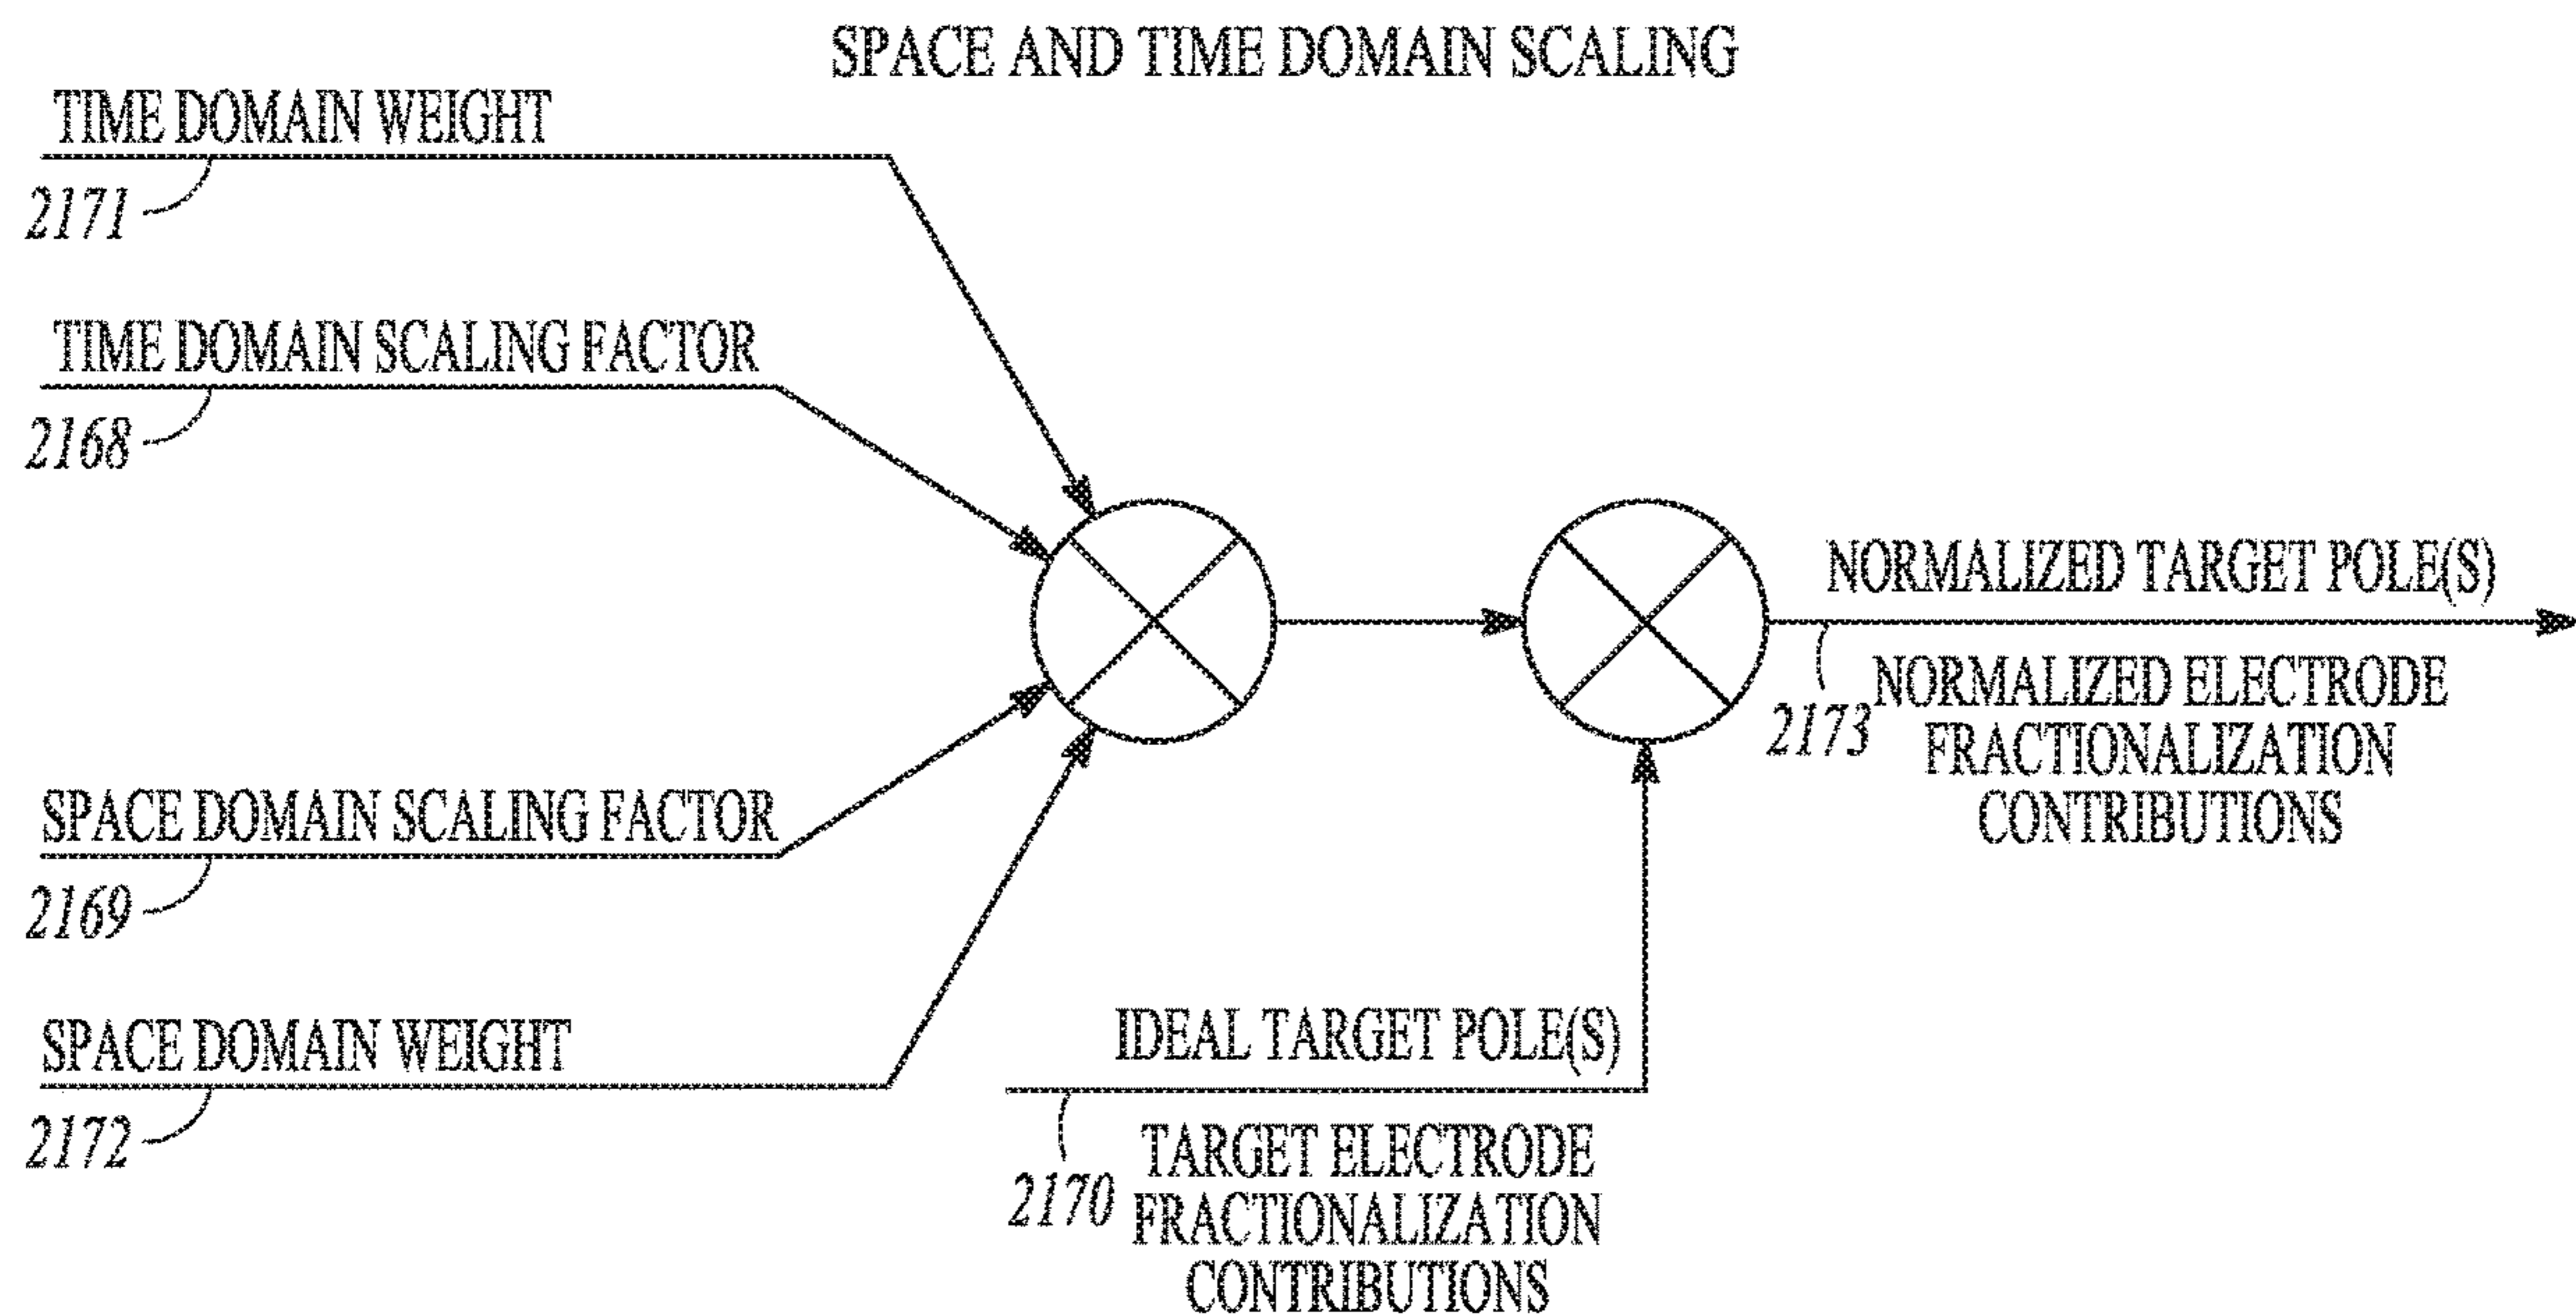 SPACE AND TIME DOMAIN SCALING
TIME DOMAIN WEIGHT
2171
TIME DOMAIN SCALING FACTOR
2168
NORMALIZED TARGET POLE(S)
2173
NORMALIZED ELECTRODE
FRACTIONALIZATION
CONTRIBUTIONS
SPACE DOMAIN SCALING FACTOR
2169
SPACE DOMAIN WEIGHT
2172
IDEAL TARGET POLE(S)
2170
TARGET ELECTRODE
FRACTIONALIZATION
CONTRIBUTIONS